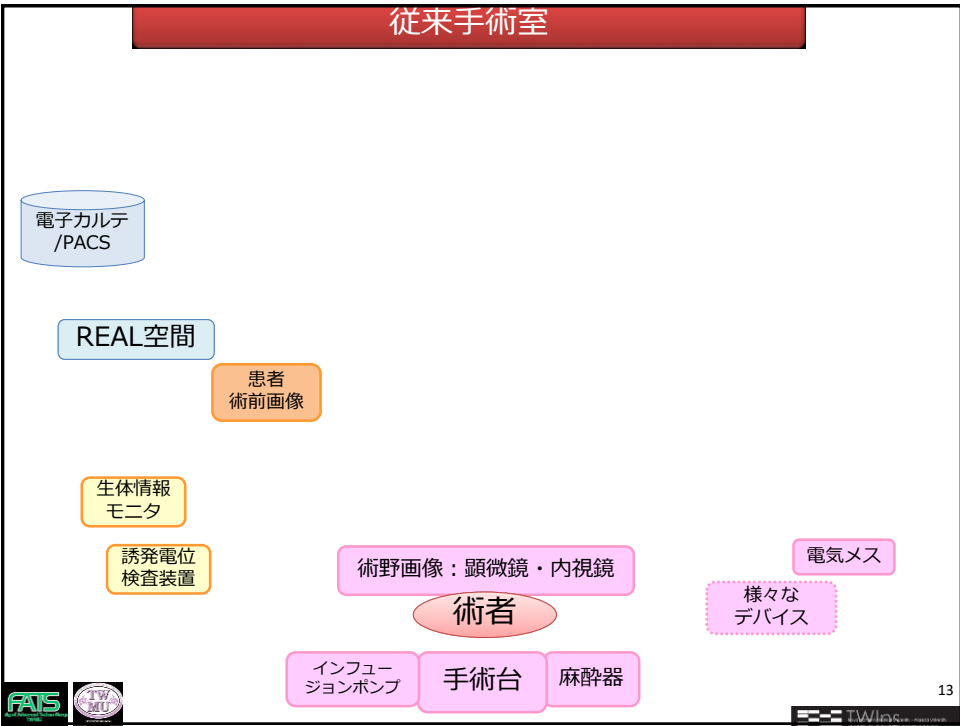 従来手術室
電子カルテ
/PACS
REAL空間
患者
術前画像
生体情報
モニタ
誘発電位
検査装置
術野画像：顕微鏡・内視鏡
術者
電気メス
様々な
デバイス
インフュー
ジョンポンプ
手術台
麻酔器
13
FATS
TW
MU
TWIns